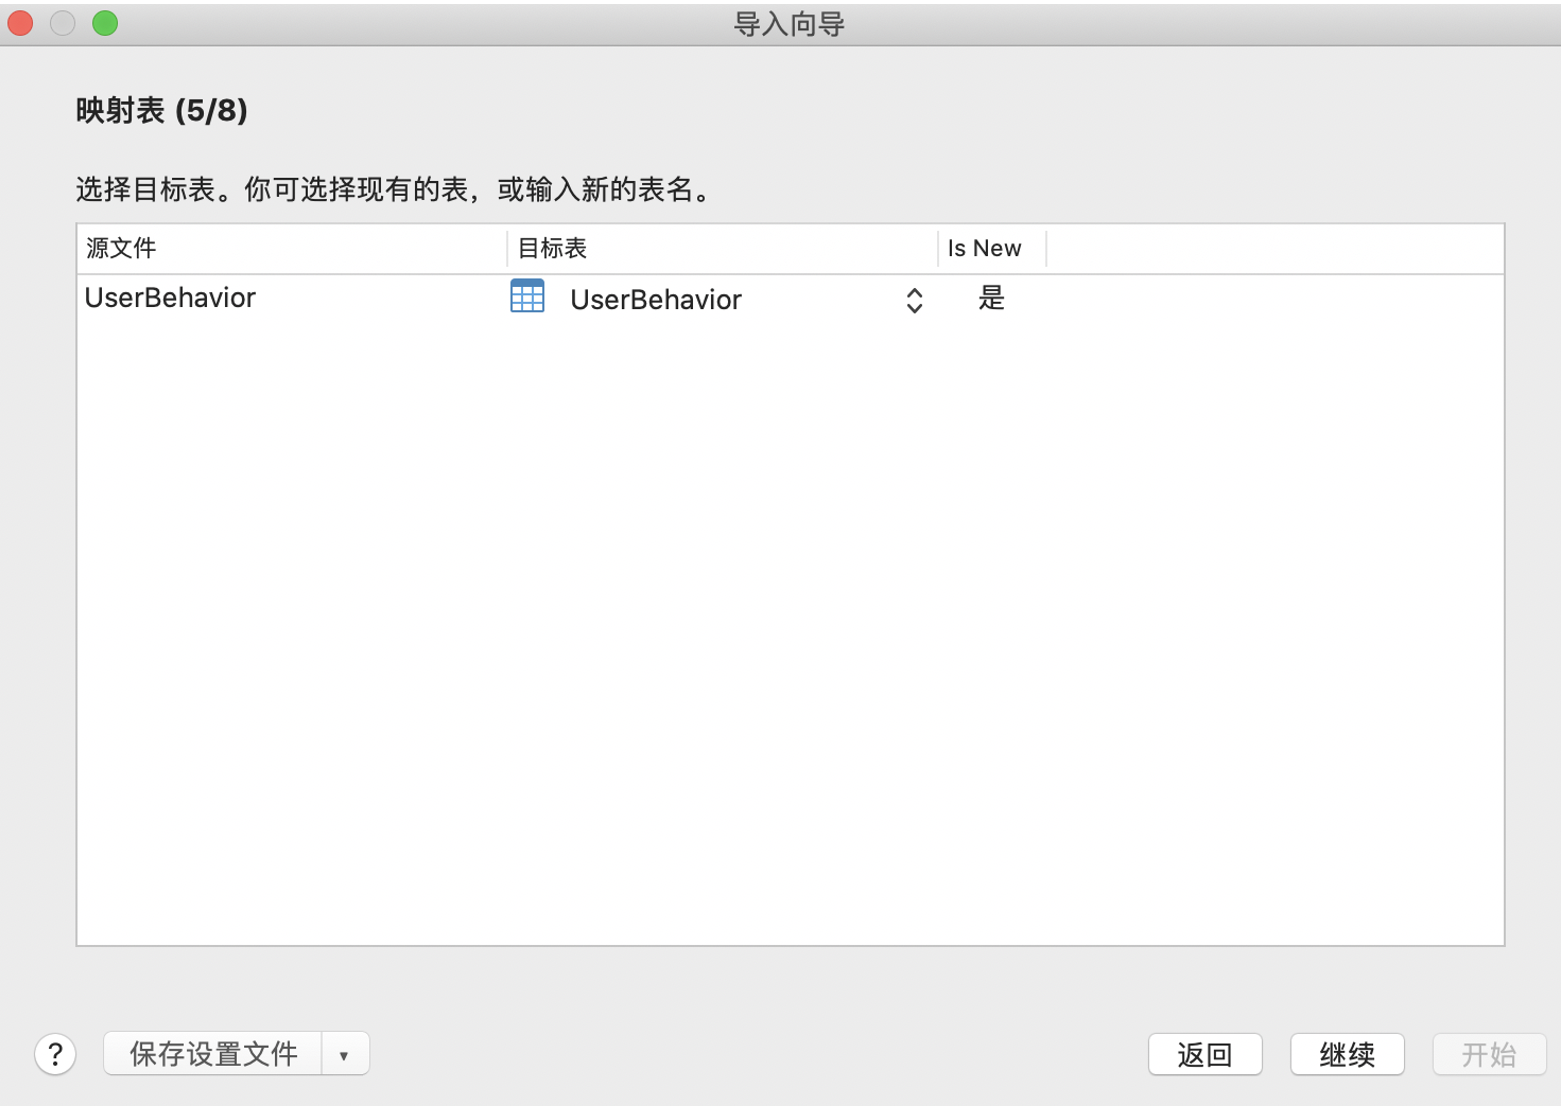 导入向导
映射表 (5/8)
选择目标表。你可选择现有的表，或输入新的表名。
源文件 目标表 Is New
UserBehavior UserBehavior 是
? 保存设置文件 返回 继续 开始